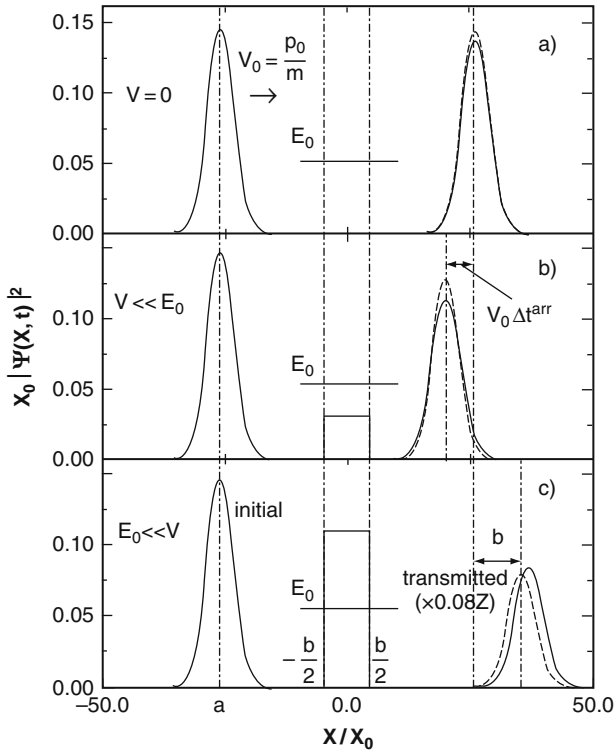 0.15
0.10
0.05
0.00
V = 0
V₀ = p₀/m
→
E₀
a)
0.10
0.05
0.00
V << E₀
E₀
b)
V₀ Δtᵃʳʳ
0.10
0.05
0.00
E₀<<V
initial
E₀
c)
b
transmitted
(×0.08Z)
−b/2
b/2
−50.0
a
0.0
50.0
X/X₀
X₀|Ψ(X, t)|²